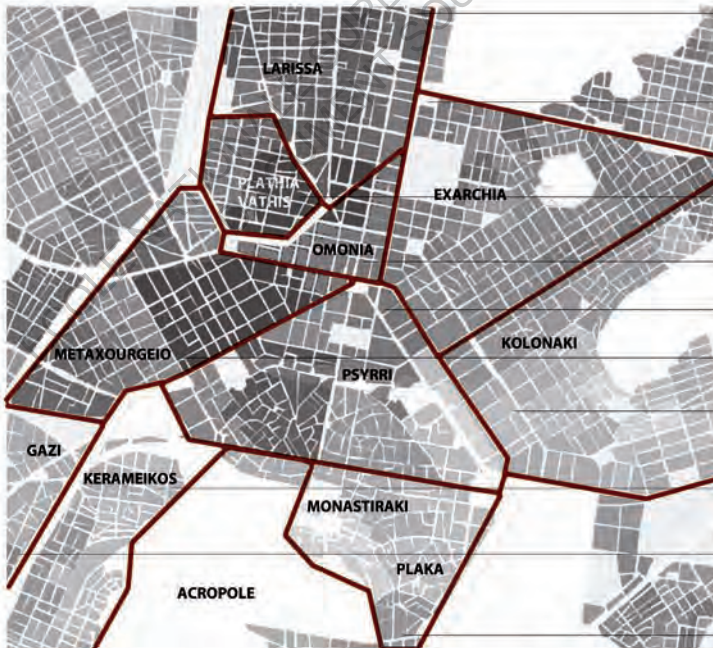 LARISSA
PLATHIA
VATHIS
EXARCHIA
OMONIA
KOLONAKI
METAXOURGEIO
PSYRRI
GAZI
KERAMEIKOS
MONASTIRAKI
PLAKA
ACROPOLE